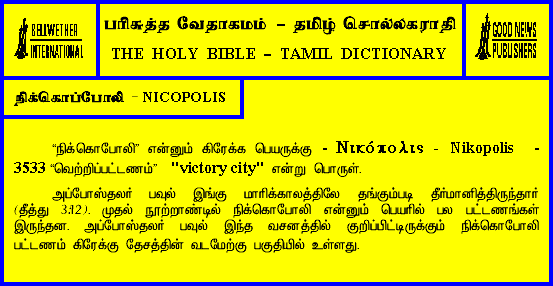 BELLWETHER
INTERNATIONAL
பரிசுத்த வேதாகமம் – தமிழ் சொல்லகராதி
THE HOLY BIBLE – TAMIL DICTIONARY
GOOD NEWS
PUBLISHERS
நிக்கொப்போலி – NICOPOLIS
“நிக்கொபோலி” என்னும் கிரேக்க பெயருக்கு - Νικόπολις - Nikopolis -
3533 “வெற்றிப்பட்டணம்” "victory city" என்று பொருள்.
அப்போஸ்தலர் பவுல் இங்கு மாரிக்காலத்திலே தங்கும்படி தீர்மானித்திருந்தார்
(தீத்து 3:12). முதல் நூற்றாண்டில் நிக்கொபோலி என்னும் பெயரில் பல பட்டணங்கள்
இருந்தன. அப்போஸ்தலர் பவுல் இந்த வசனத்தில் குறிப்பிட்டிருக்கும் நிக்கொபோலி
பட்டணம் கிரேக்கு தேசத்தின் வடமேற்கு பகுதியில் உள்ளது.